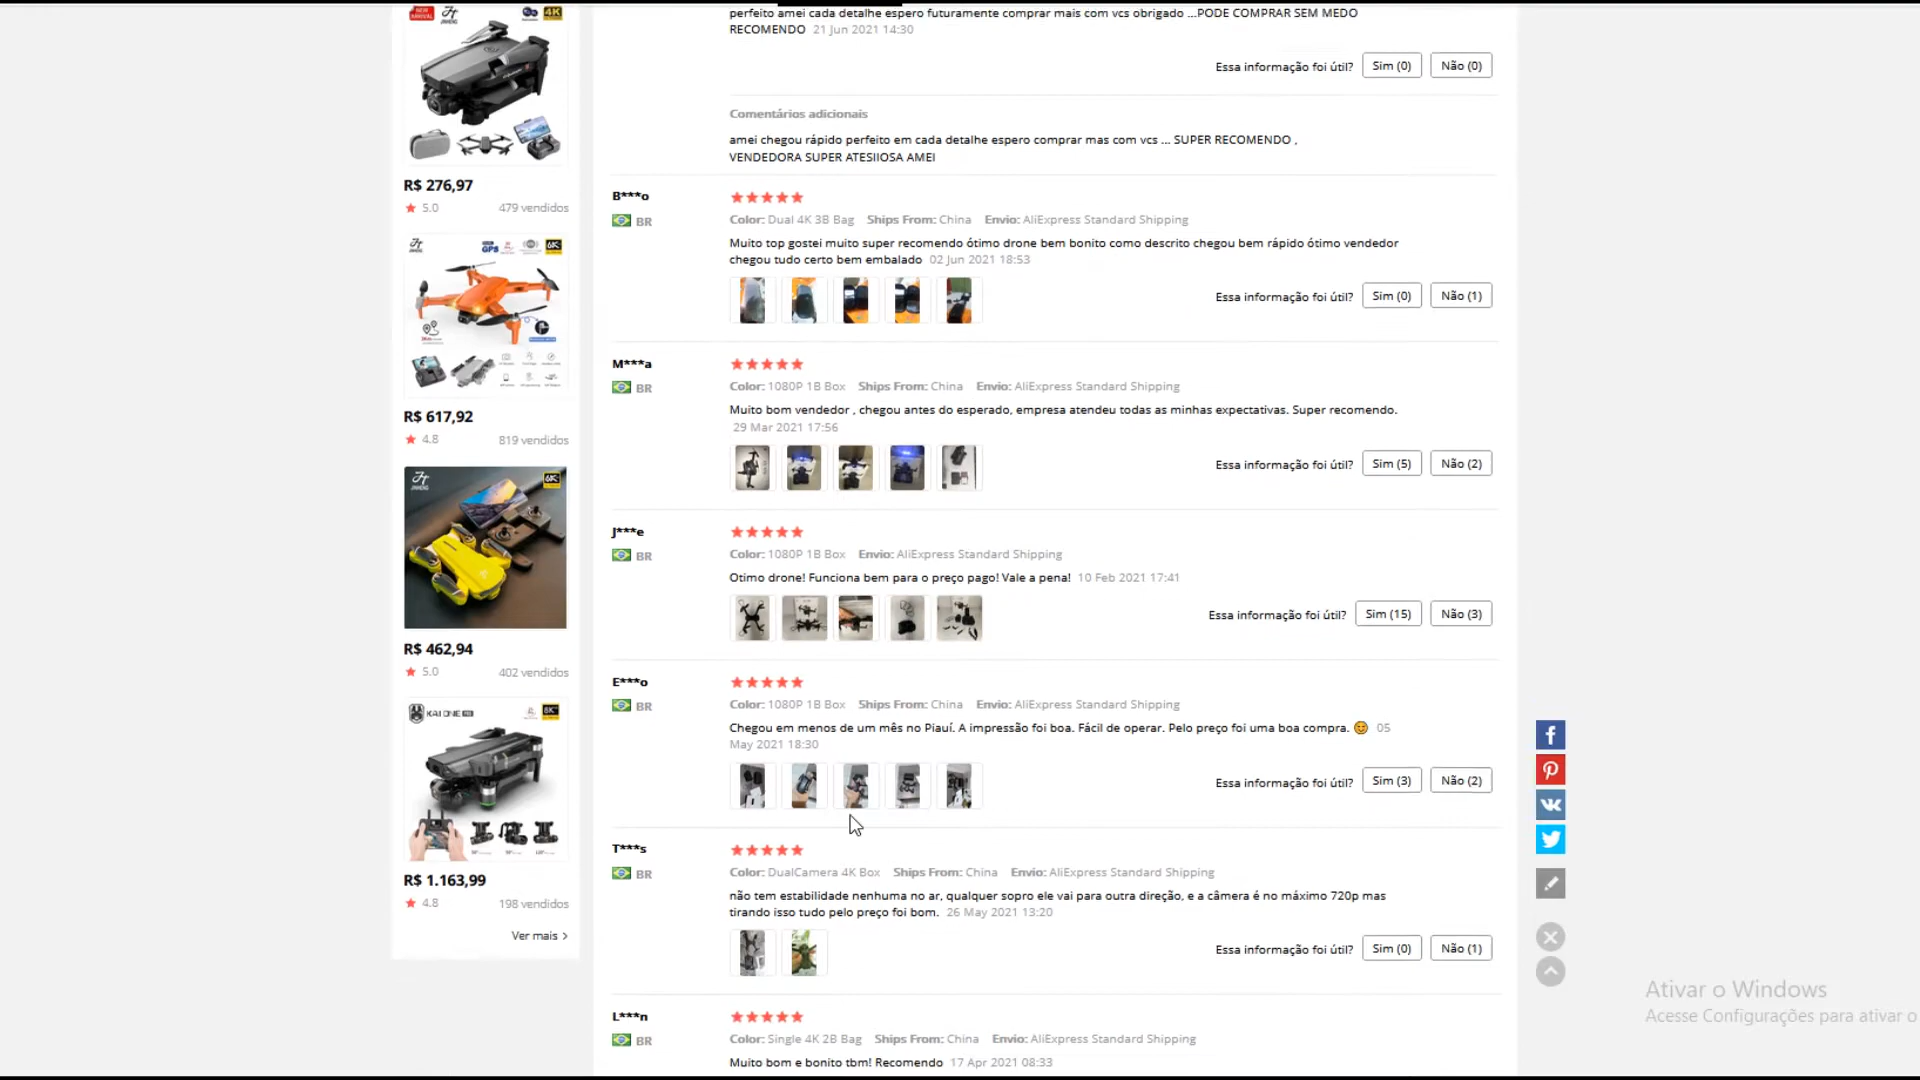 NEW ARRIVAL
4K
R$ 276,97
5.0
479 vendidos
GPS
6K
R$ 617,92
4.8
819 vendidos
6K
R$ 462,94
5.0
402 vendidos
KAI ONE
8K
R$ 1.163,99
4.8
198 vendidos
Ver mais >
perfeito amei cada detalhe espero futuramente comprar mais com vcs obrigado ...PODE COMPRAR SEM MEDO
RECOMENDO 21 Jun 2021 14:30
Essa informação foi útil? Sim (0) Não (0)
Comentários adicionais
amei chegou rápido perfeito em cada detalhe espero comprar mas com vcs ... SUPER RECOMENDO ,
VENDEDORA SUPER ATESIIOSA AMEI
B***o
BR
Color: Dual 4K 3B Bag Ships From: China Envio: AliExpress Standard Shipping
Muito top gostei muito super recomendo ótimo drone bem bonito como descrito chegou bem rápido ótimo vendedor
chegou tudo certo bem embalado 02 Jun 2021 18:53
Essa informação foi útil? Sim (0) Não (1)
M***a
BR
Color: 1080P 1B Box Ships From: China Envio: AliExpress Standard Shipping
Muito bom vendedor , chegou antes do esperado, empresa atendeu todas as minhas expectativas. Super recomendo.
29 Mar 2021 17:56
Essa informação foi útil? Sim (5) Não (2)
J***e
BR
Color: 1080P 1B Box Envio: AliExpress Standard Shipping
Otimo drone! Funciona bem para o preço pago! Vale a pena! 10 Feb 2021 17:41
Essa informação foi útil? Sim (15) Não (3)
E***o
BR
Color: 1080P 1B Box Ships From: China Envio: AliExpress Standard Shipping
Chegou em menos de um mês no Piauí. A impressão foi boa. Fácil de operar. Pelo preço foi uma boa compra. 😊 05
May 2021 18:30
Essa informação foi útil? Sim (3) Não (2)
T***s
BR
Color: DualCamera 4K Box Ships From: China Envio: AliExpress Standard Shipping
não tem estabilidade nenhuma no ar, qualquer sopro ele vai para outra direção, e a câmera é no máximo 720p mas
tirando isso tudo pelo preço foi bom. 26 May 2021 13:20
Essa informação foi útil? Sim (0) Não (1)
L***n
BR
Color: Single 4K 2B Bag Ships From: China Envio: AliExpress Standard Shipping
Muito bom e bonito tbm! Recomendo 17 Apr 2021 08:33
Ativar o Windows
Acesse Configurações para ativar o